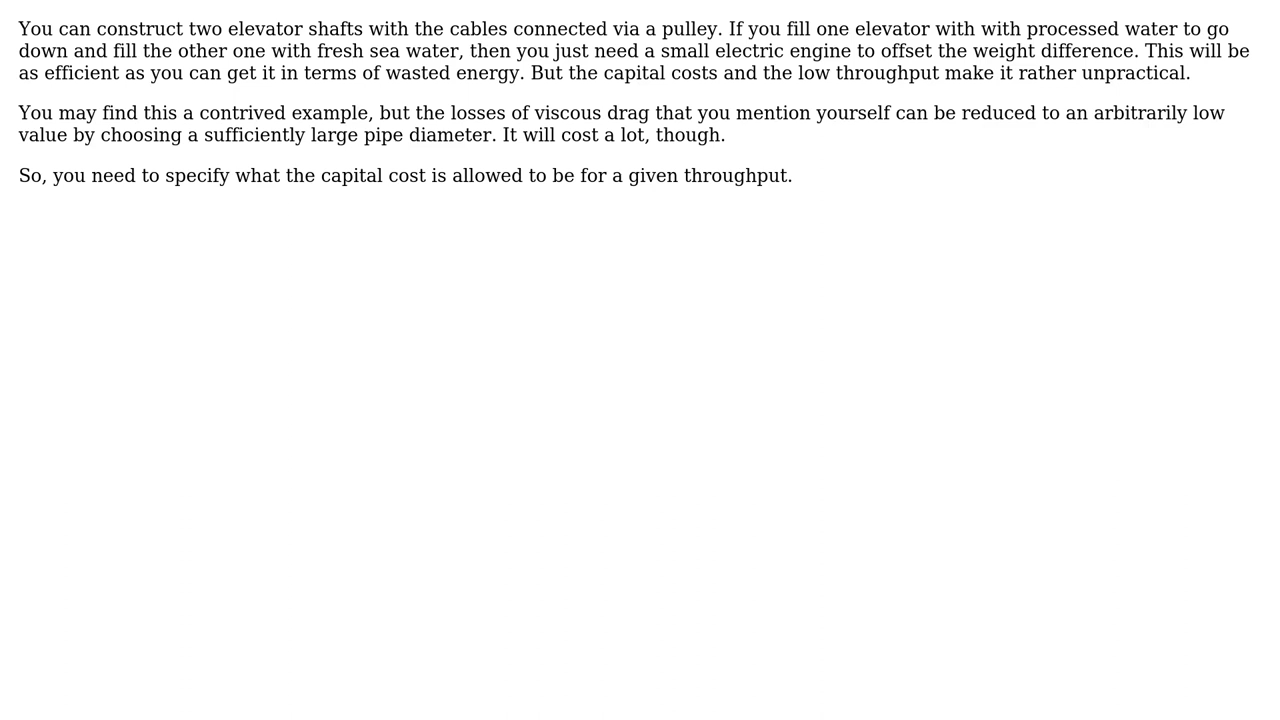 You can construct two elevator shafts with the cables connected via a pulley. If you fill one elevator with with processed water to go
down and fill the other one with fresh sea water, then you just need a small electric engine to offset the weight difference. This will be
as efficient as you can get it in terms of wasted energy. But the capital costs and the low throughput make it rather unpractical.
You may find this a contrived example, but the losses of viscous drag that you mention yourself can be reduced to an arbitrarily low
value by choosing a sufficiently large pipe diameter. It will cost a lot, though.
So, you need to specify what the capital cost is allowed to be for a given throughput.